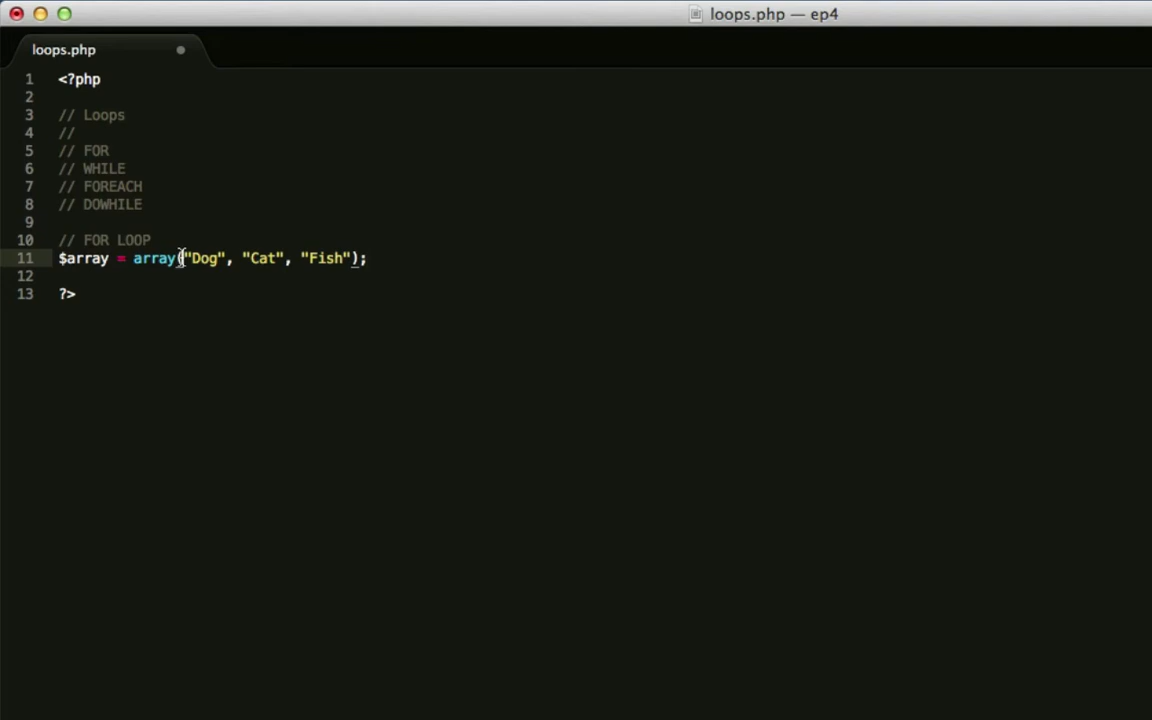 loops.php — ep4
loops.php
1 <?php
2
3 // Loops
4 //
5 // FOR
6 // WHILE
7 // FOREACH
8 // DOWHILE
9
10 // FOR LOOP
11 $array = array("Dog", "Cat", "Fish");
12
13 ?>